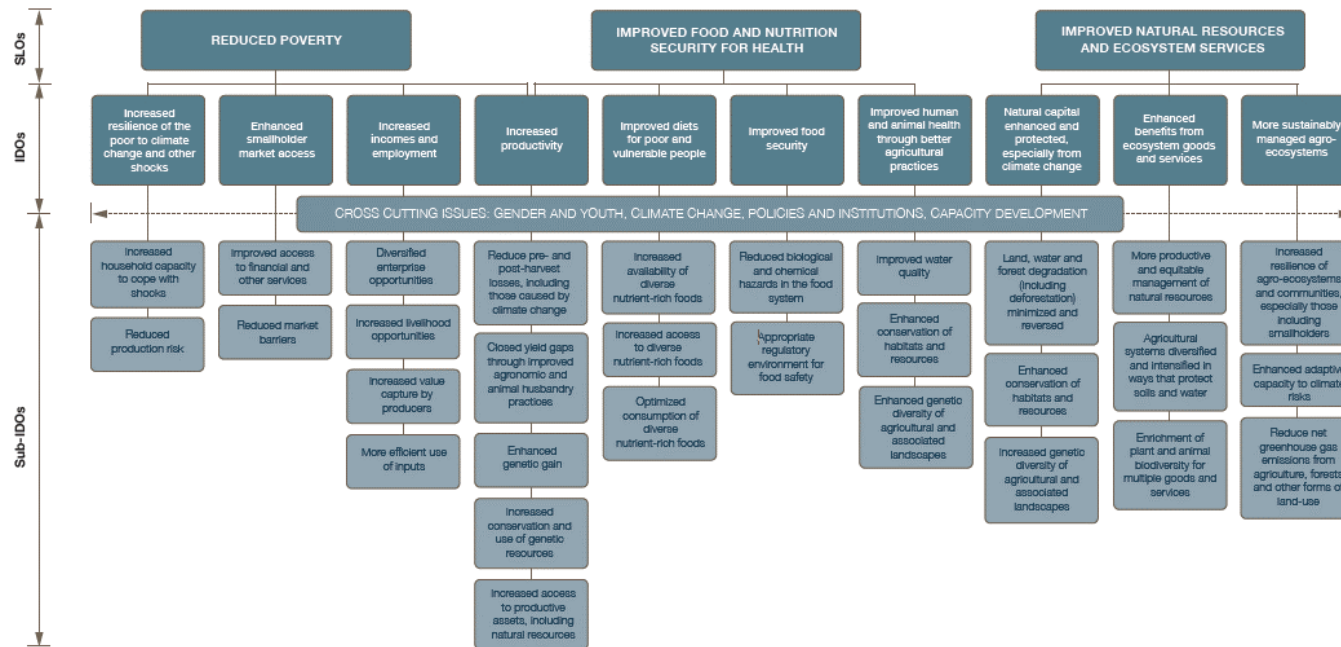 SLOs
REDUCED POVERTY
IMPROVED FOOD AND NUTRITION
SECURITY FOR HEALTH
IMPROVED NATURAL RESOURCES
AND ECOSYSTEM SERVICES
IDOs
Increased
resilience of the
poor to climate
change and other
shocks
Enhanced
smallholder
market access
Increased
incomes and
employment
Increased
productivity
Improved diets
for poor and
vulnerable people
Improved food
security
Improved human
and animal health
through better
agricultural
practices
Natural capital
enhanced and
protected,
especially from
climate change
Enhanced
benefits from
ecosystem goods
and services
More sustainably
managed agro-
ecosystems
CROSS CUTTING ISSUES: GENDER AND YOUTH, CLIMATE CHANGE, POLICIES AND INSTITUTIONS, CAPACITY DEVELOPMENT
Sub-IDOs
Increased
household capacity
to cope with
shocks
Reduced
production risk
Improved access
to financial and
other services
Reduced market
barriers
Diversified
enterprise
opportunities
Increased livelihood
opportunities
Increased value
capture by
producers
More efficient use
of inputs
Reduce pre- and
post-harvest
losses, including
those caused by
climate change
Closed yield gaps
through improved
agronomic and
animal husbandry
practices
Enhanced
genetic gain
Increased
conservation and
use of genetic
resources
Increased access
to productive
assets, including
natural resources
Increased
availability of
diverse
nutrient-rich foods
Increased access
to diverse
nutrient-rich foods
Optimized
consumption of
diverse
nutrient-rich foods
Reduced biological
and chemical
hazards in the food
system
Appropriate
regulatory
environment for
food safety
Improved water
quality
Enhanced
conservation of
habitats and
resources
Enhanced genetic
diversity of
agricultural and
associated
landscapes
Land, water and
forest degradation
(including
deforestation)
minimized and
reversed
Enhanced
conservation of
habitats and
resources
Increased genetic
diversity of
agricultural and
associated
landscapes
More productive
and equitable
management of
natural resources
Agricultural
systems diversified
and intensified in
ways that protect
soils and water
Enrichment of
plant and animal
biodiversity for
multiple goods and
services
Increased
resilience of
agro-ecosystems
and communities,
especially those
including
smallholders
Enhanced adaptive
capacity to climate
risks
Reduce net
greenhouse gas
emissions from
agriculture, forests
and other forms of
land-use